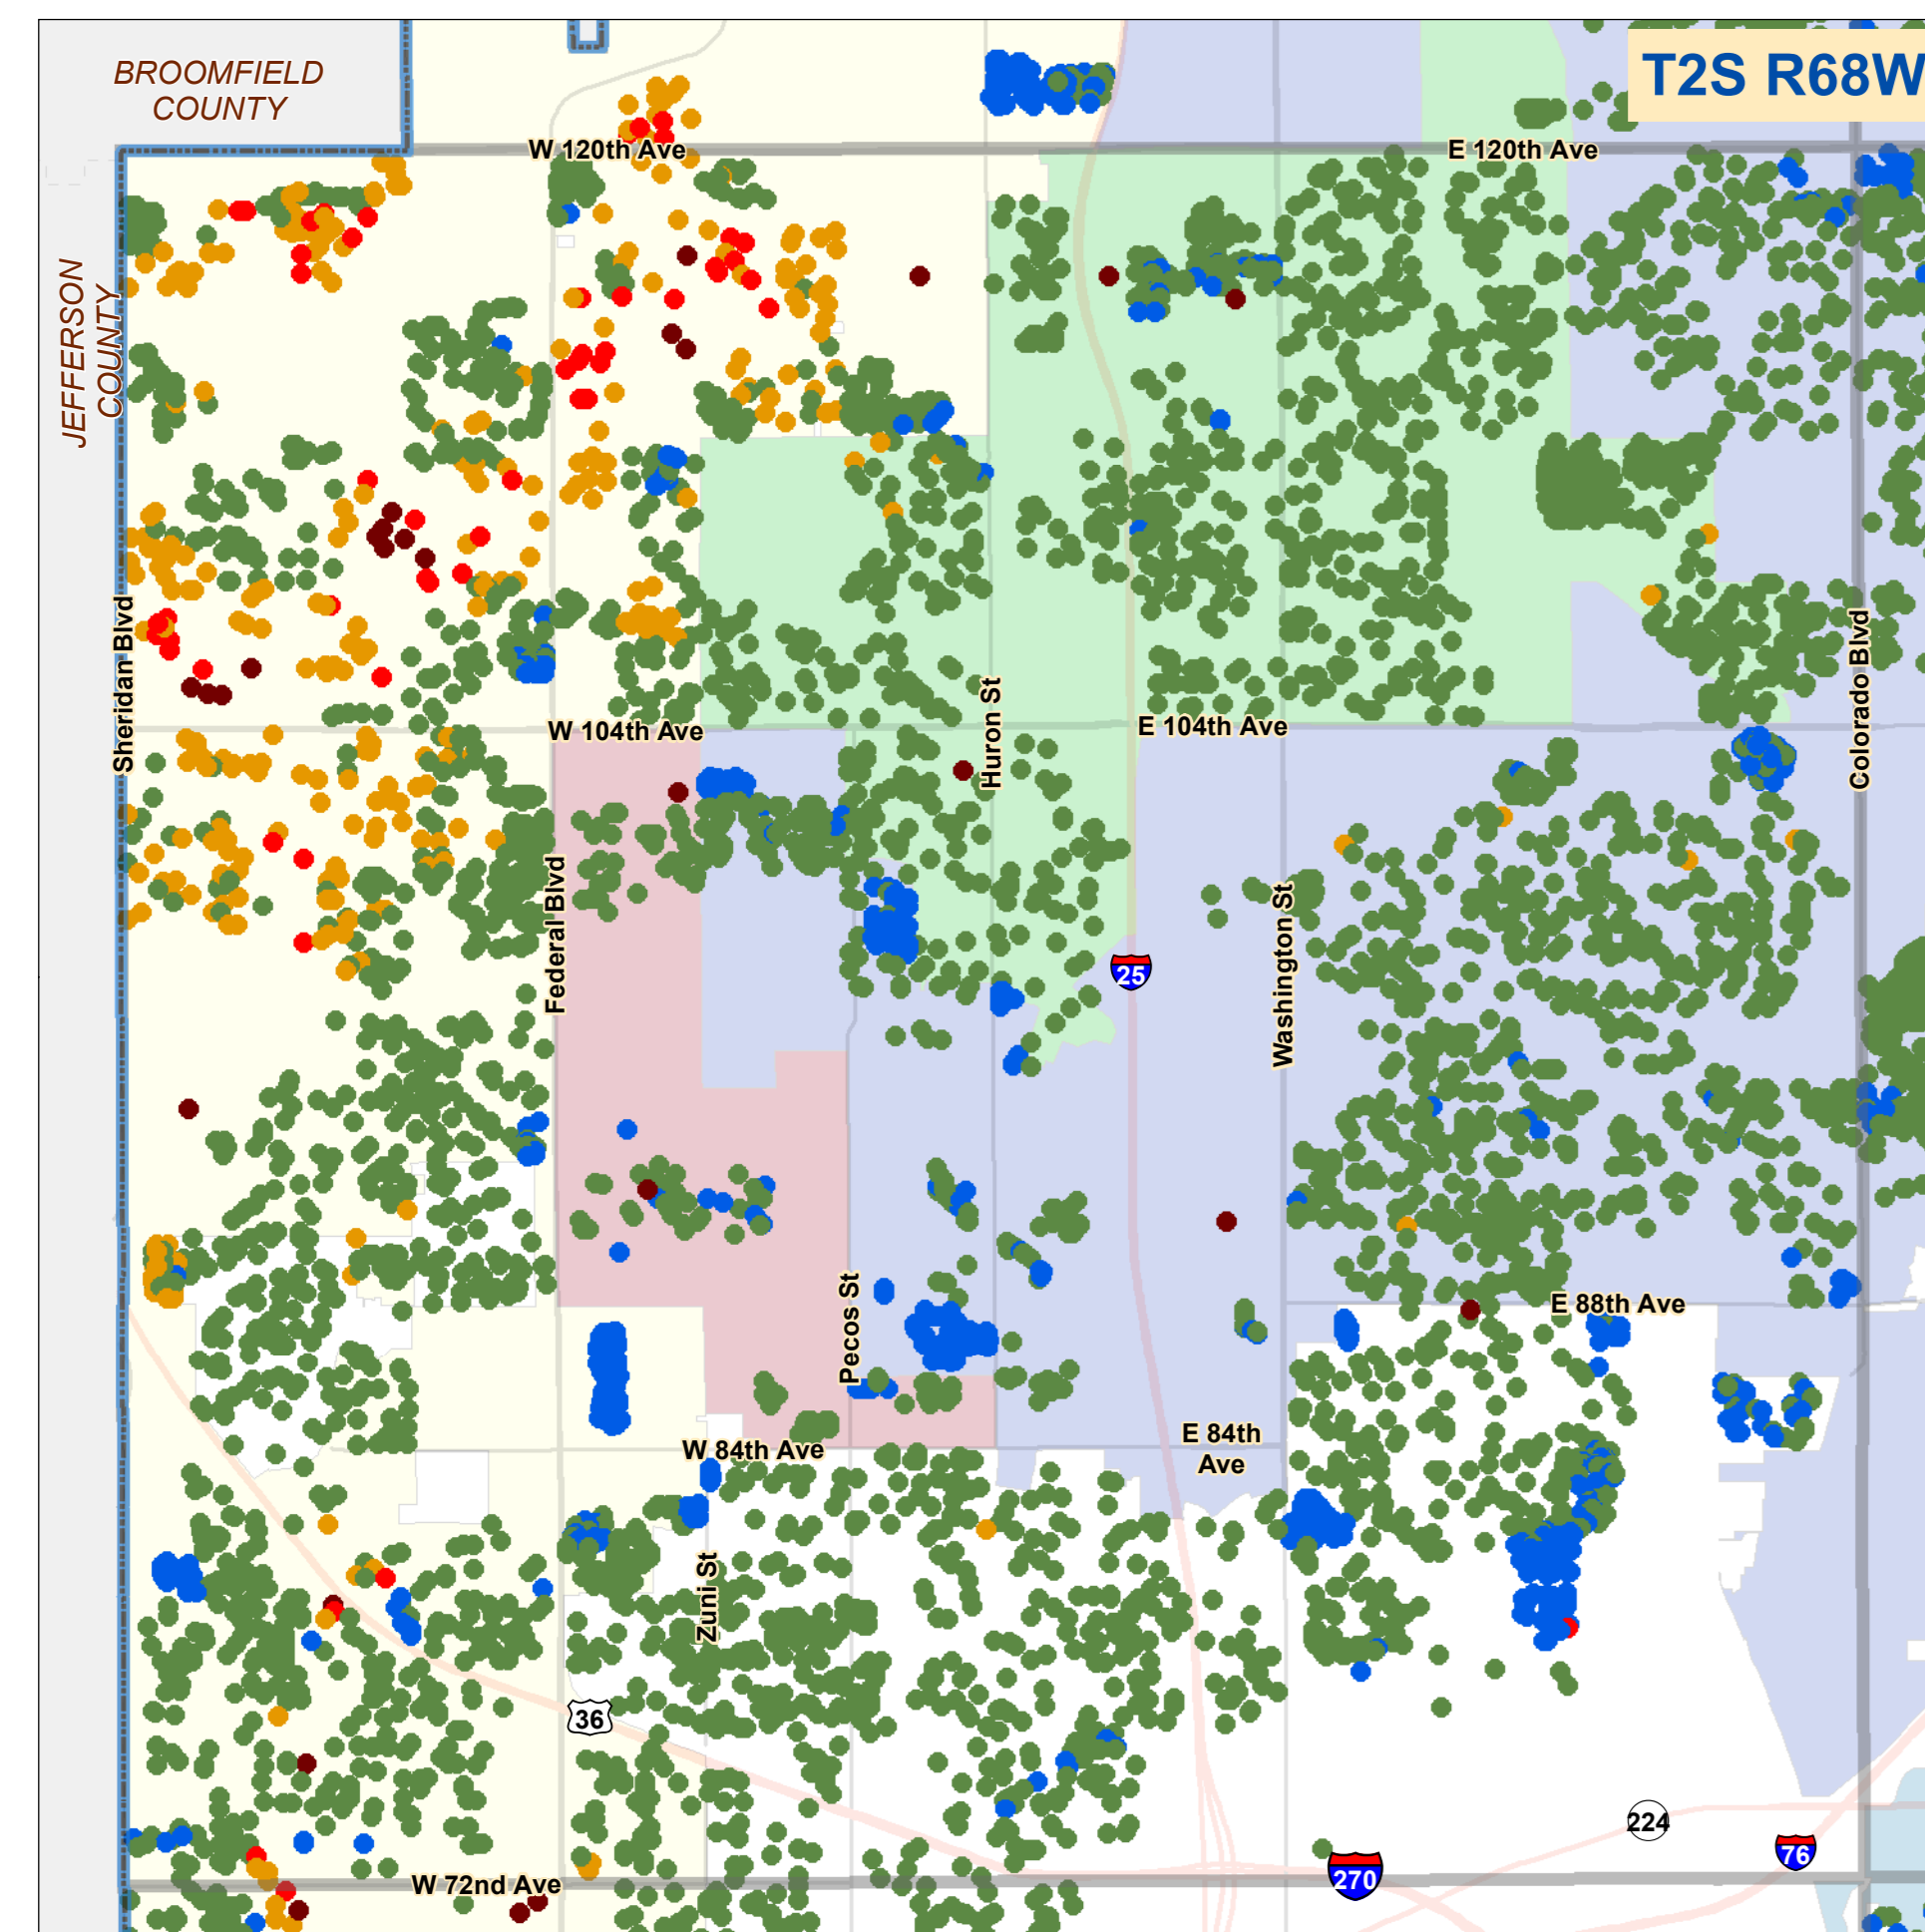 T2S R68W
BROOMFIELD
COUNTY
W 120th Ave
E 120th Ave
JEFFERSON
COUNTY
Sheridan Blvd
W 104th Ave
Huron St
E 104th Ave
Colorado Blvd
Federal Blvd
25
Washington St
Pecos St
E 88th Ave
W 84th Ave
E 84th
Ave
Zuni St
36
224
76
270
W 72nd Ave